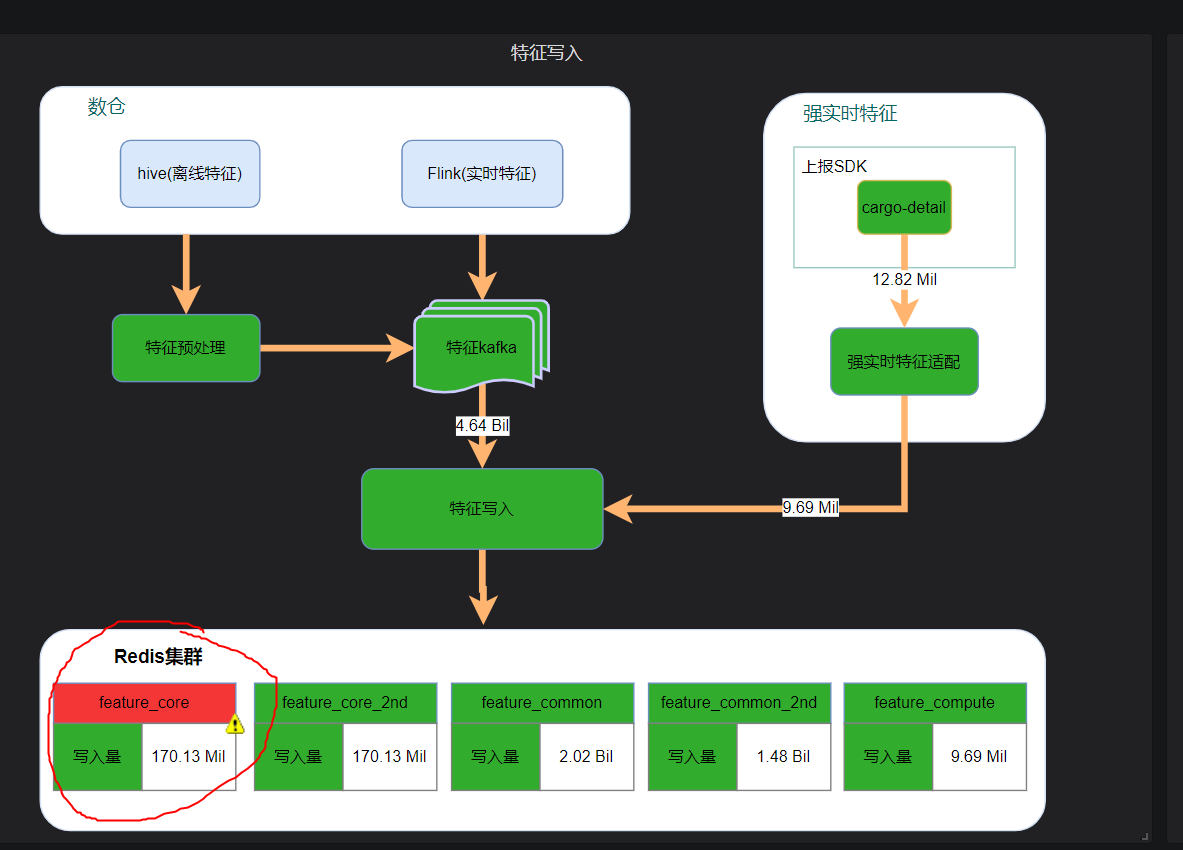 特征写入
数仓
hive(离线特征)
Flink(实时特征)
强实时特征
上报SDK
cargo-detail
12.82 Mil
特征预处理
特征kafka
强实时特征适配
4.64 Bil
特征写入
9.69 Mil
Redis集群
feature_core
写入量
170.13 Mil
feature_core_2nd
写入量
170.13 Mil
feature_common
写入量
2.02 Bil
feature_common_2nd
写入量
1.48 Bil
feature_compute
写入量
9.69 Mil